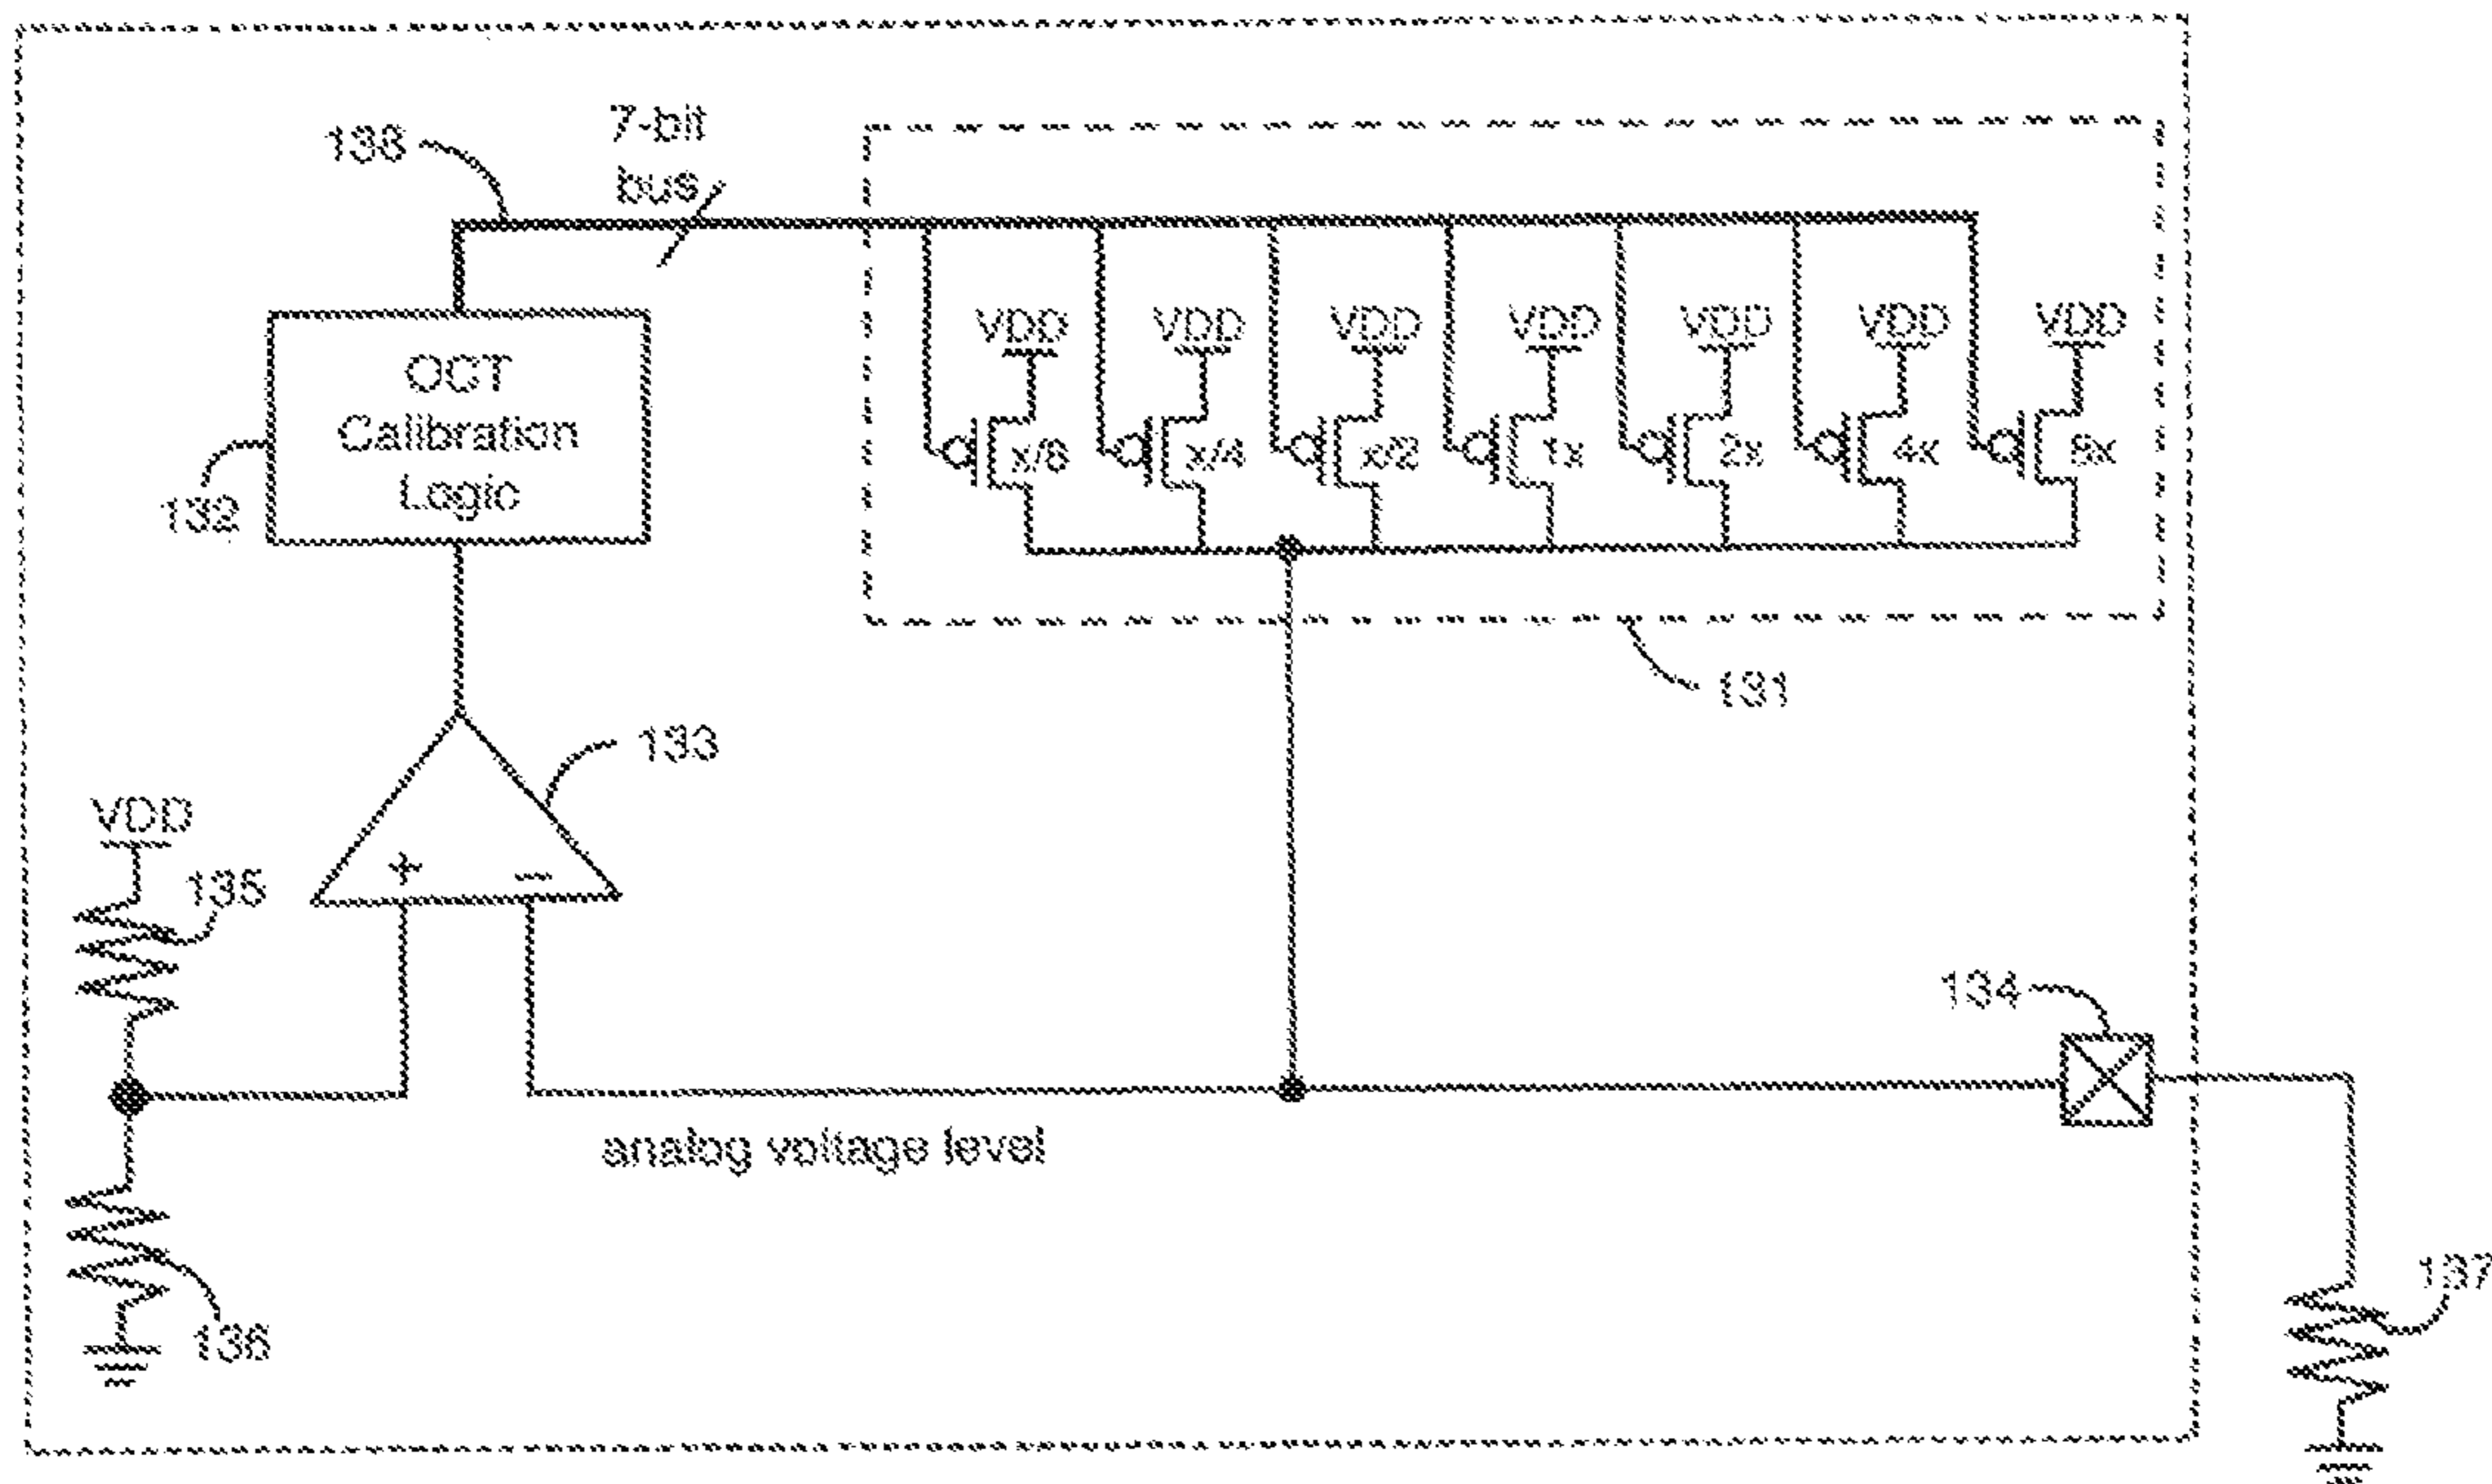 7-bit
bus
138
VDD
VDD
VDD
VDD
VDD
VDD
VDD
OCT
Calibration
Logic
x/8
x/4
x/2
1x
2x
4x
8x
132
131
133
VDD
135
+
−
134
analog voltage level
136
137